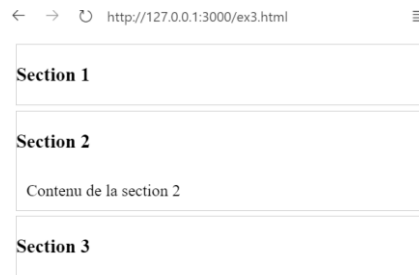 http://127.0.0.1:3000/ex3.html
Section 1
Section 2
Contenu de la section 2
Section 3